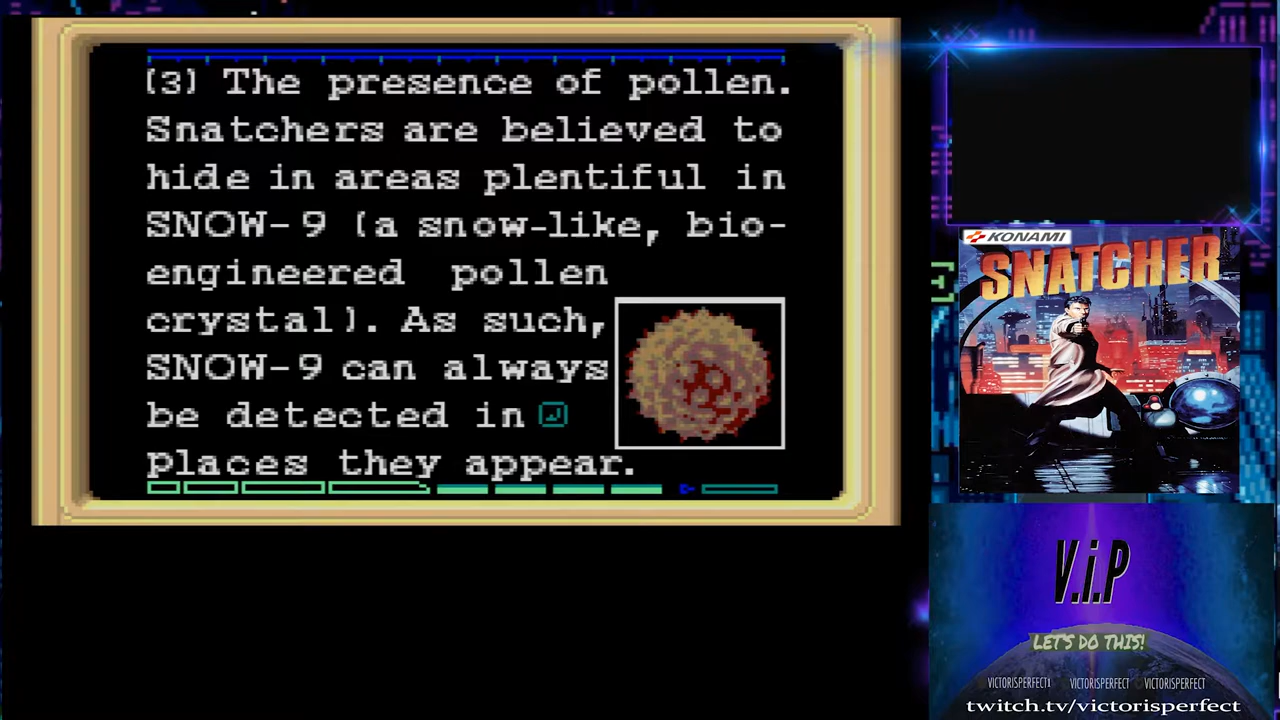 (3) The presence of pollen.
Snatchers are believed to
hide in areas plentiful in
SNOW-9 (a snow-like, bio-
engineered pollen
crystal). As such,
SNOW-9 can always
be detected in
places they appear.
KONAMI
SNATCHER
V.i.P
LET'S DO THIS!
VICTORISPERFECT1 VICTORISPERFECT VICTORISPERFECT
twitch.tv/victorisperfect